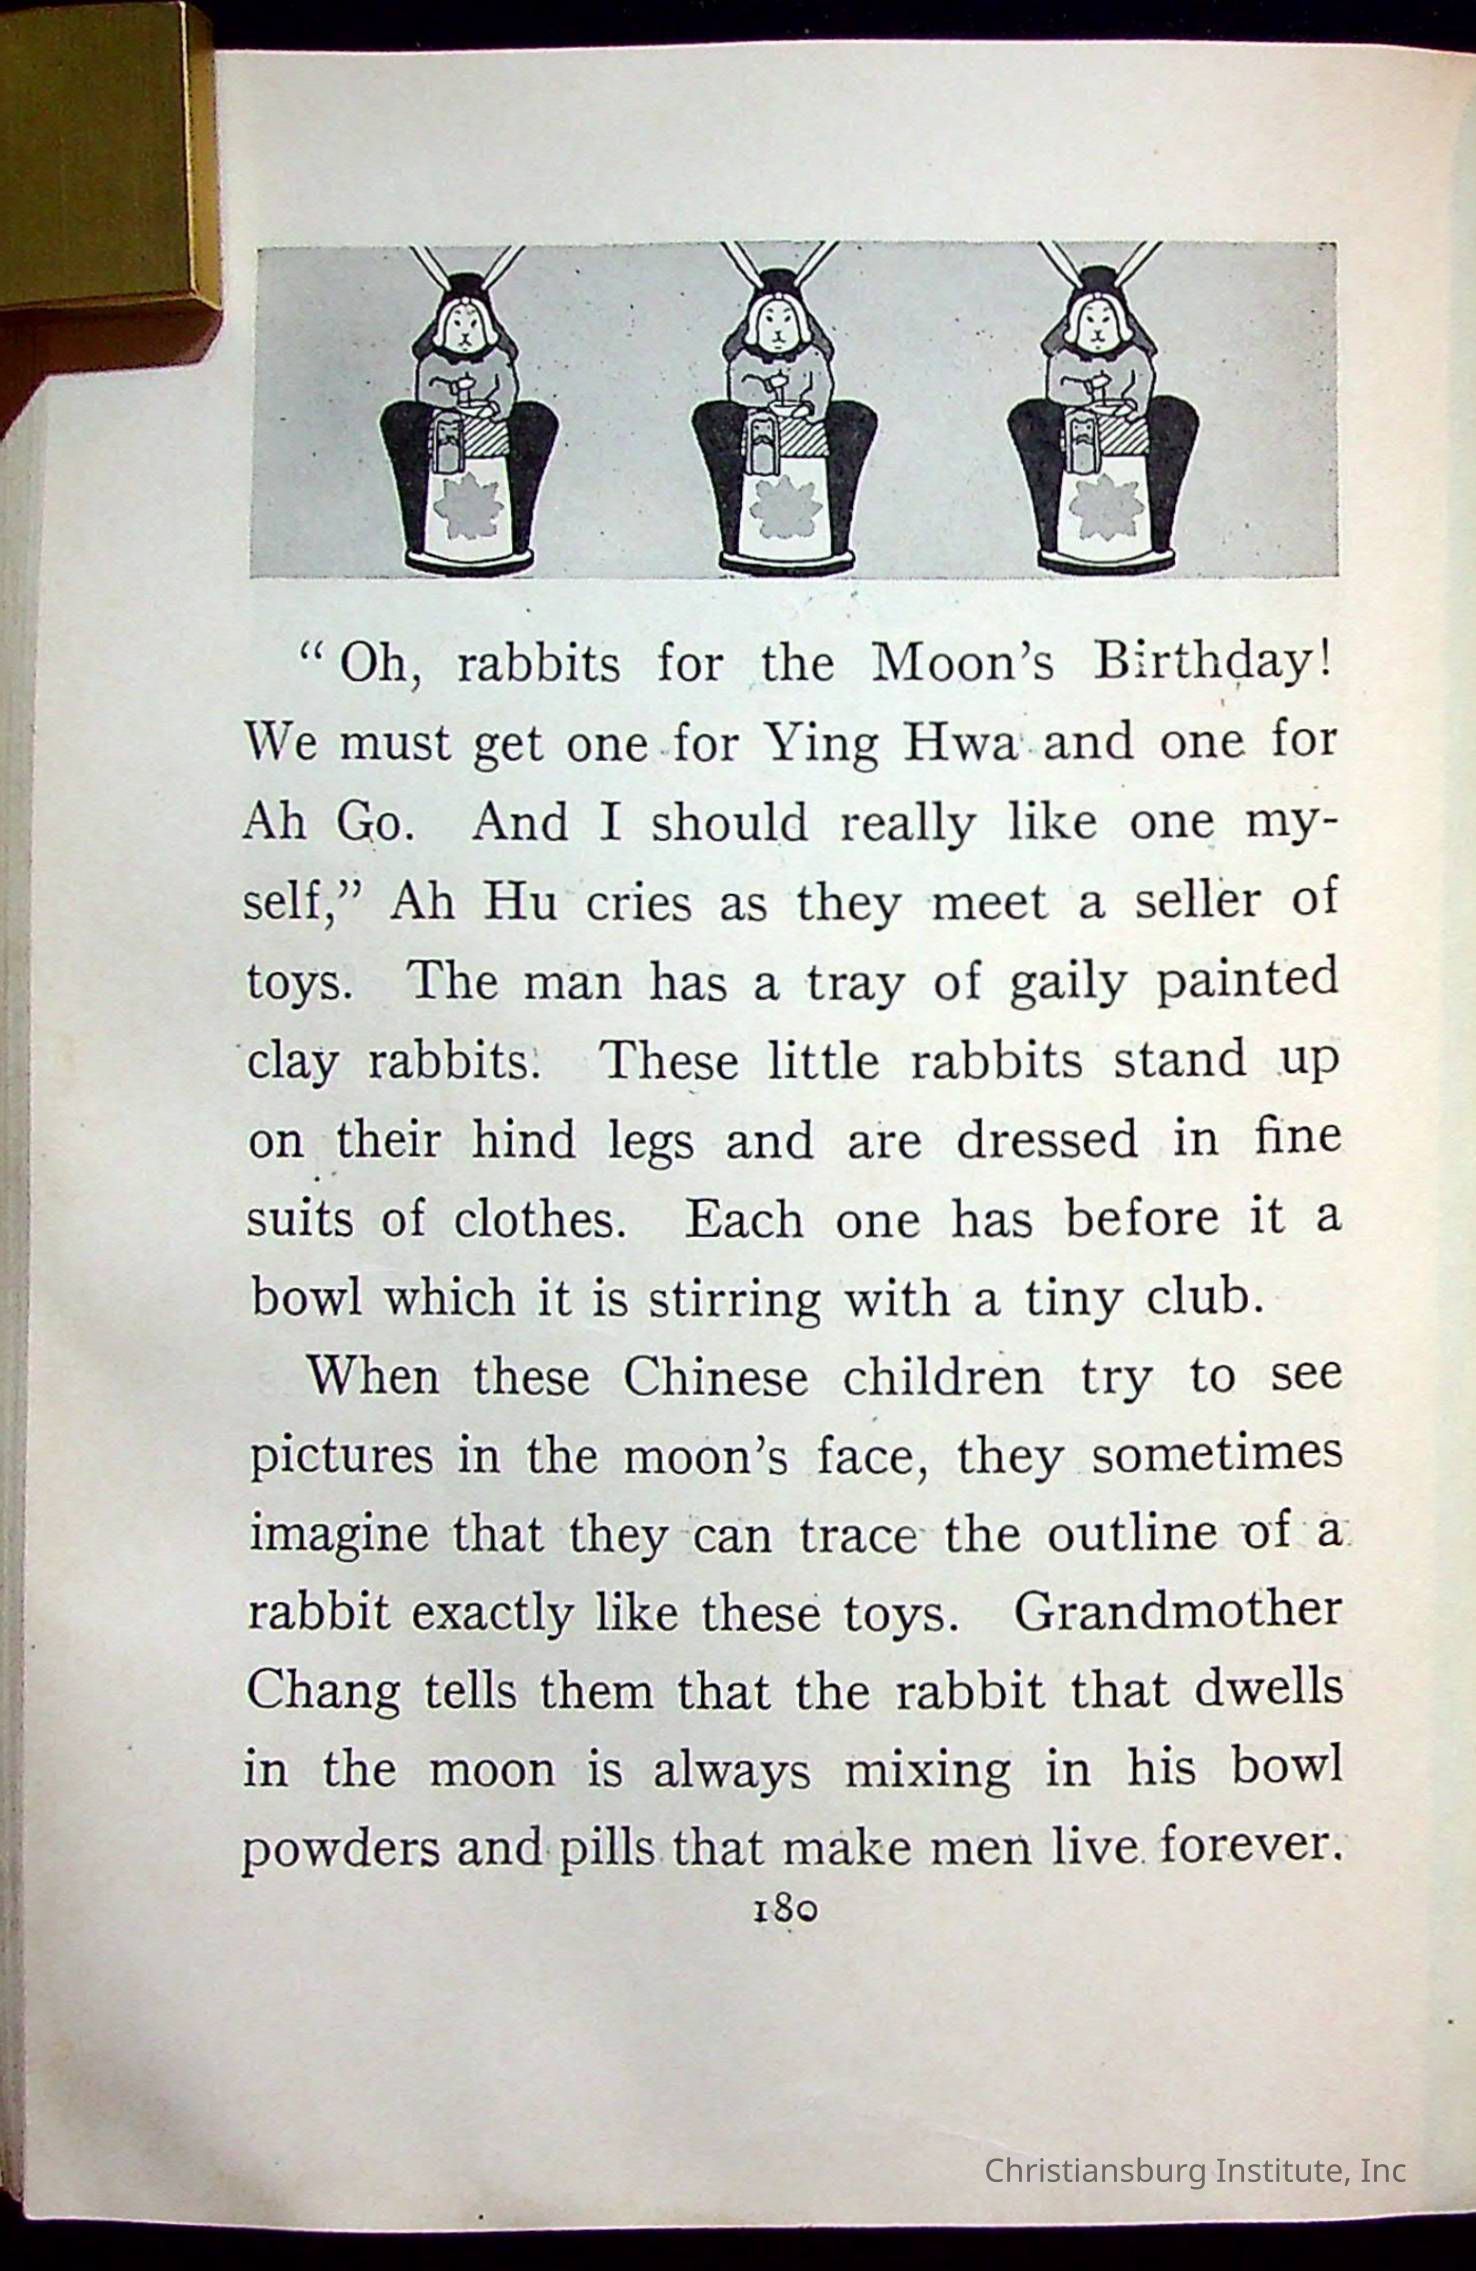 “Oh, rabbits for the Moon’s Birthday!
We must get one for Ying Hwa and one for
Ah Go. And I should really like one my-
self,” Ah Hu cries as they meet a seller of
toys. The man has a tray of gaily painted
clay rabbits. These little rabbits stand up
on their hind legs and are dressed in fine
suits of clothes. Each one has before it a
bowl which it is stirring with a tiny club.
When these Chinese children try to see
pictures in the moon’s face, they sometimes
imagine that they can trace the outline of a
rabbit exactly like these toys. Grandmother
Chang tells them that the rabbit that dwells
in the moon is always mixing in his bowl
powders and pills that make men live forever.
180
Christiansburg Institute, Inc